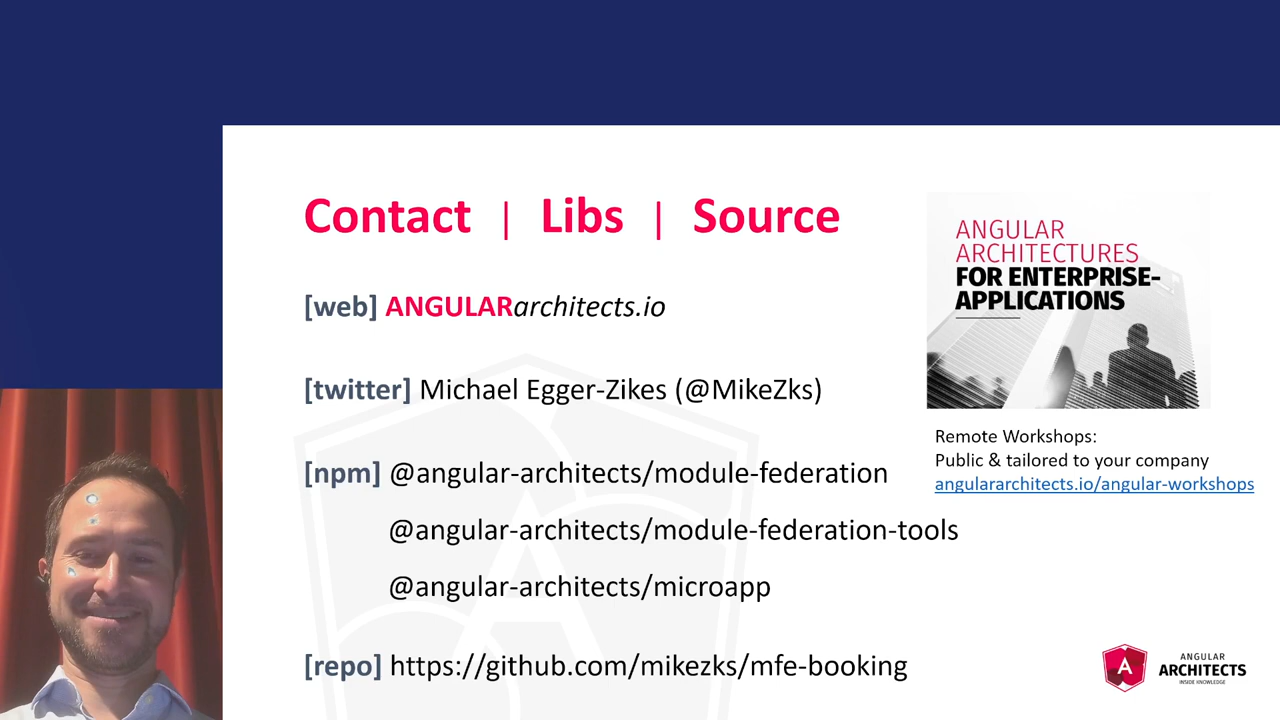 Contact | Libs | Source
[web] ANGULARarchitects.io
[twitter] Michael Egger-Zikes (@MikeZks)
[npm] @angular-architects/module-federation
@angular-architects/module-federation-tools
@angular-architects/microapp
[repo] https://github.com/mikezks/mfe-booking
ANGULAR
ARCHITECTURES
FOR ENTERPRISE-
APPLICATIONS
Remote Workshops:
Public & tailored to your company
angulararchitects.io/angular-workshops
A
ANGULAR
ARCHITECTS
INSIDE KNOWLEDGE